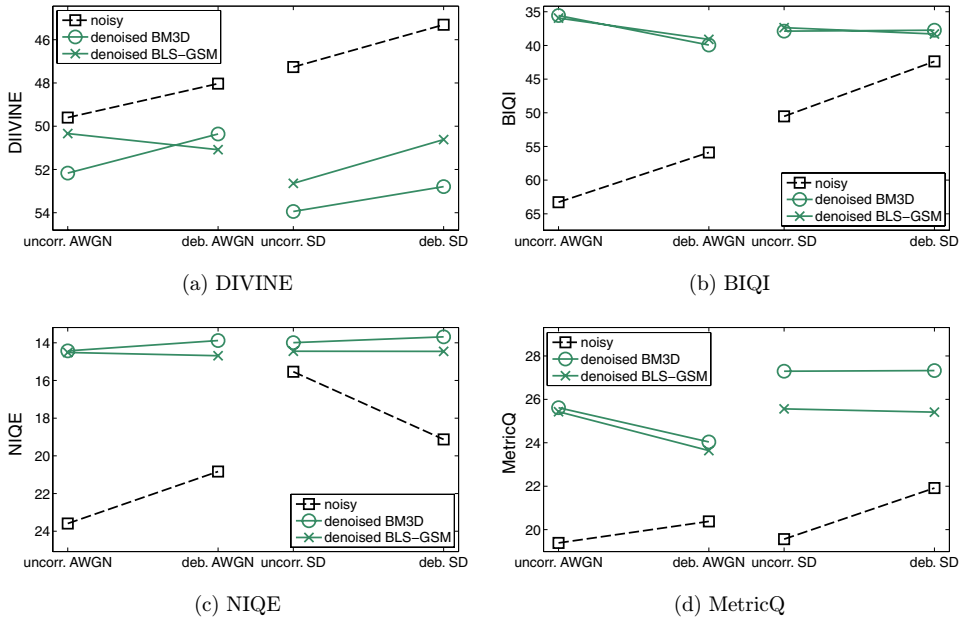 noisy
denoised BM3D
denoised BLS-GSM
DIIVINE
46
48
50
52
54
uncorr. AWGN deb. AWGN uncorr. SD deb. SD
(a) DIVINE
BIQI
35
40
45
50
55
60
65
noisy
denoised BM3D
denoised BLS-GSM
uncorr. AWGN deb. AWGN uncorr. SD deb. SD
(b) BIQI
NIQE
14
16
18
20
22
24
noisy
denoised BM3D
denoised BLS-GSM
uncorr. AWGN deb. AWGN uncorr. SD deb. SD
(c) NIQE
noisy
denoised BM3D
denoised BLS-GSM
MetricQ
28
26
24
22
20
uncorr. AWGN deb. AWGN uncorr. SD deb. SD
(d) MetricQ